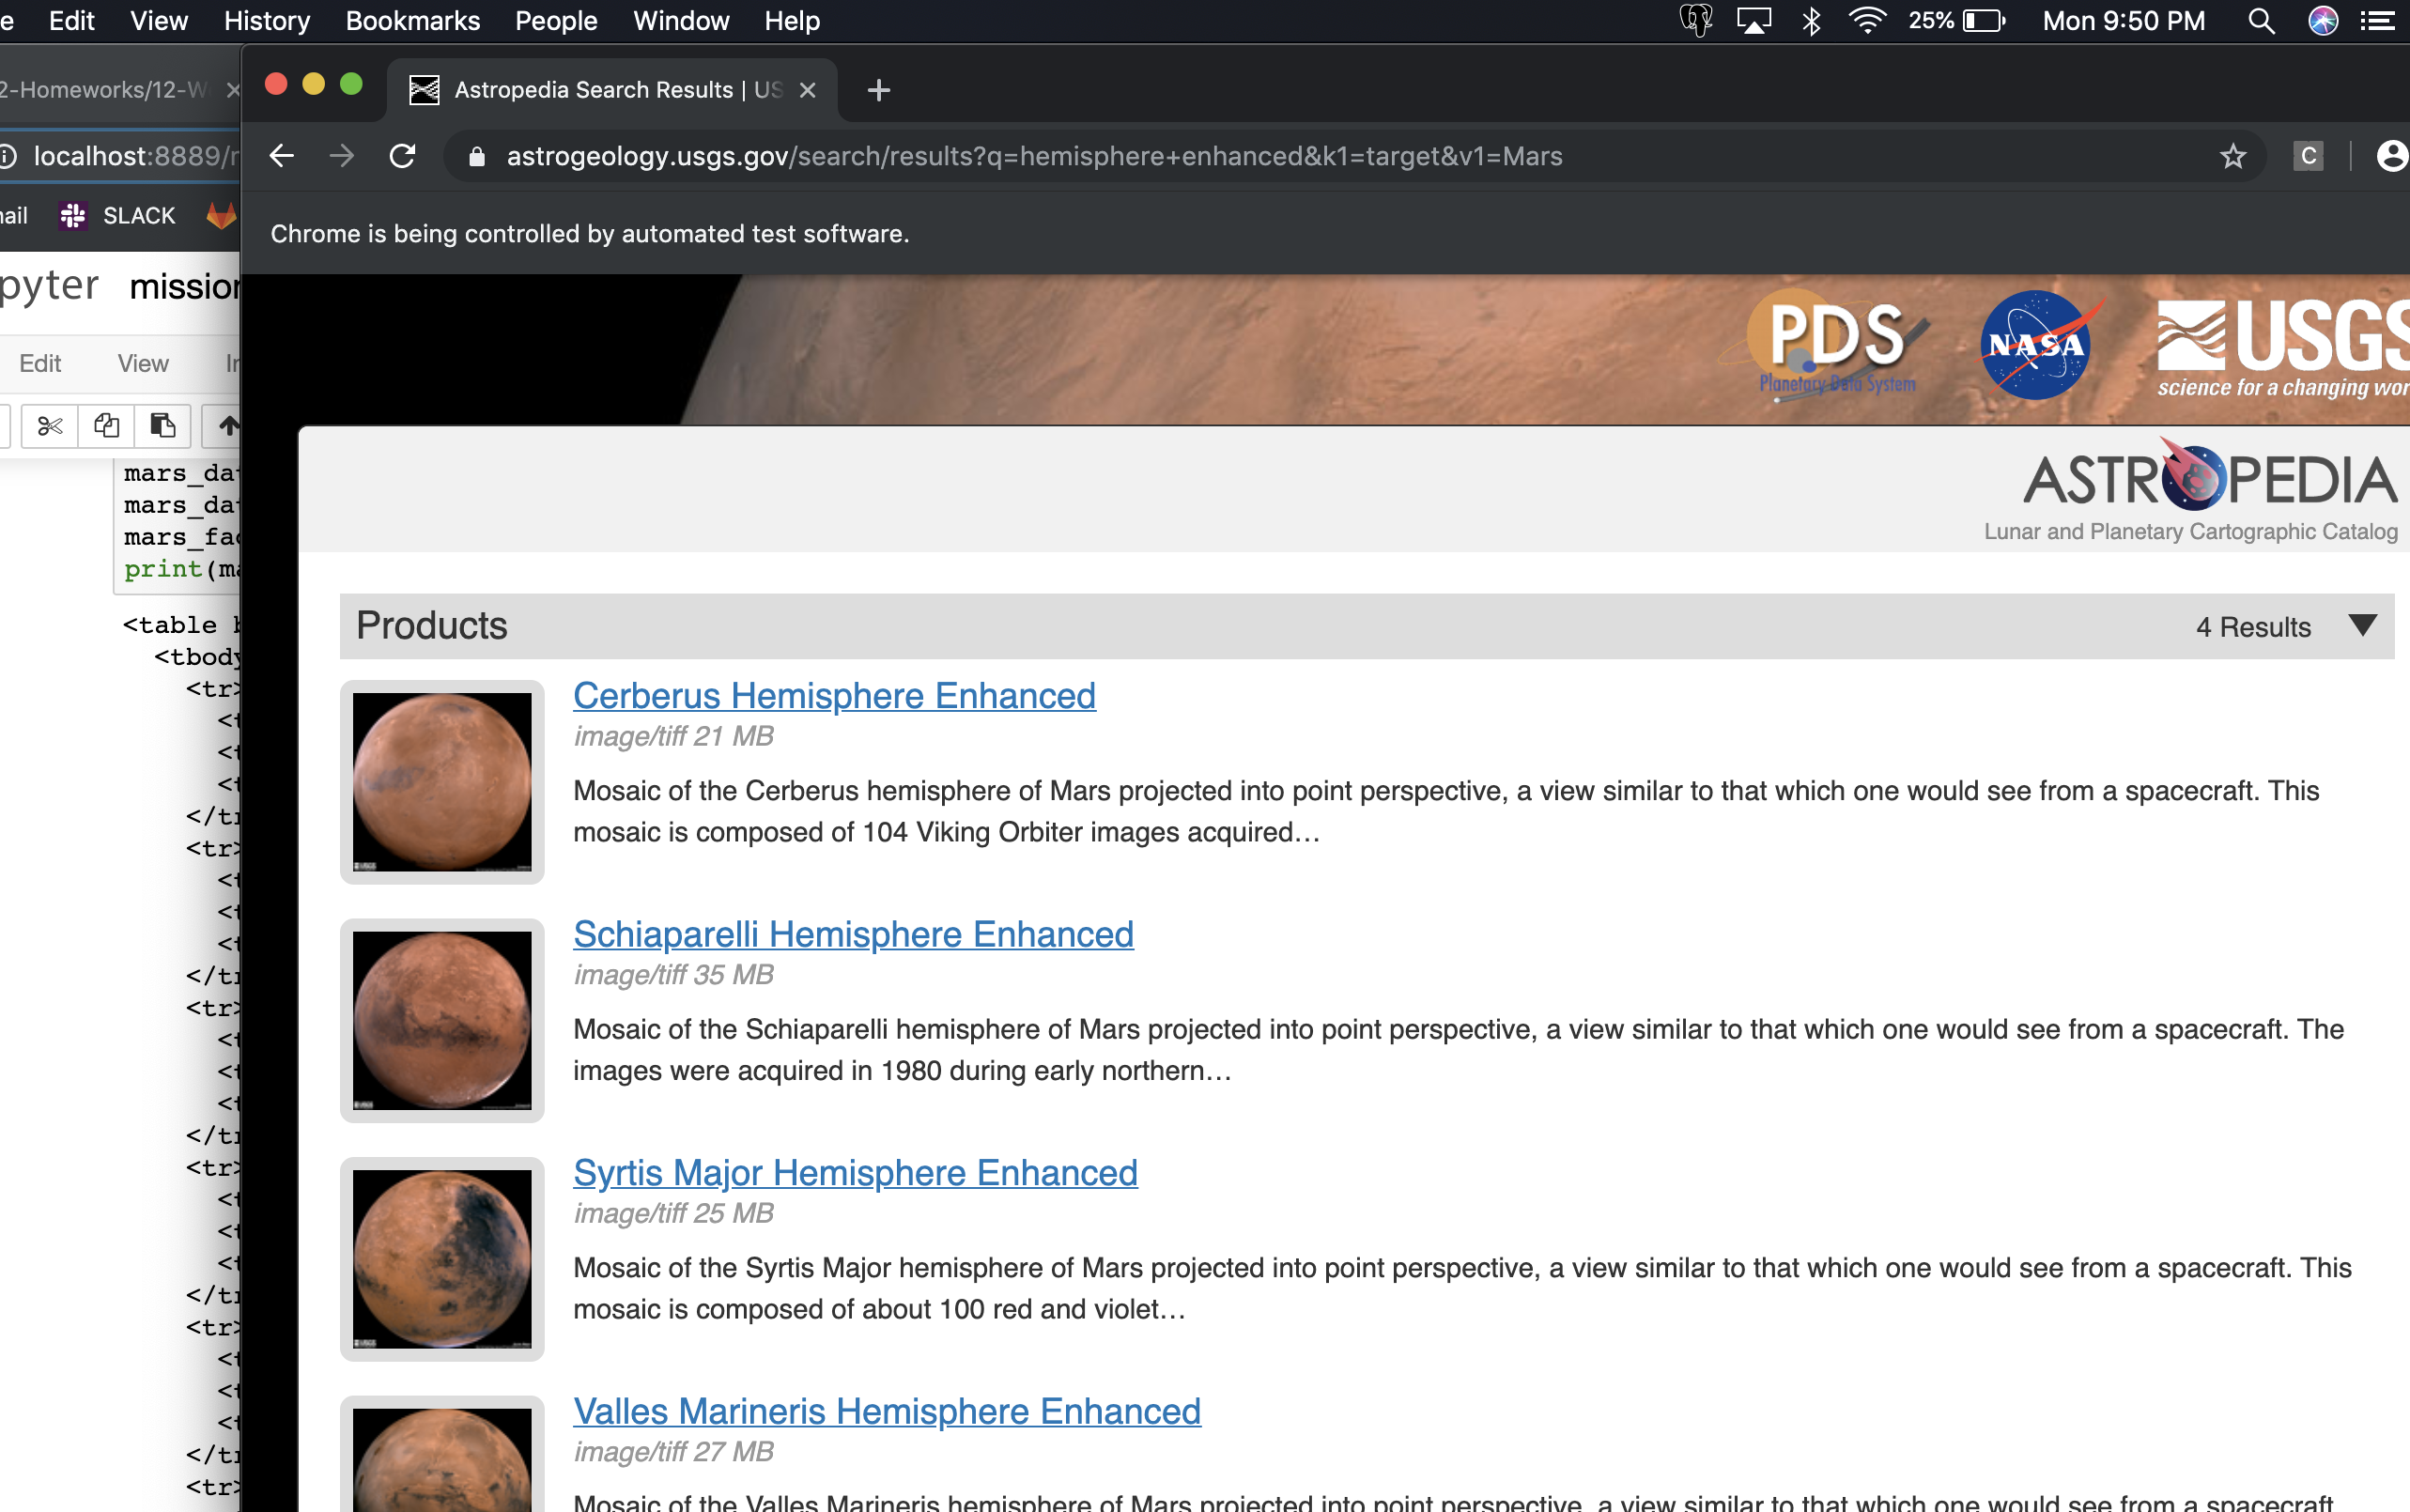 Edit View History Bookmarks People Window Help 25% Mon 9:50 PM
2-Homeworks/12-W
Astropedia Search Results | US
localhost:8889/
astrogeology.usgs.gov/search/results?q=hemisphere+enhanced&k1=target&v1=Mars
C
SLACK
Chrome is being controlled by automated test software.
pyter mission
Edit View
PDS
Planetary Data System
NASA
USGS
science for a changing wor
ASTROPEDIA
Lunar and Planetary Cartographic Catalog
mars_da
mars_da
mars_fa
print(ma
<table b
<tbody
<tr>
<t
<t
<t
</tr
<tr>
<t
<t
<t
</tr
<tr>
<t
<t
<t
</tr
<tr>
<t
<t
<t
</tr
<tr>
<t
<t
<t
</tr
<tr>
Products 4 Results
Cerberus Hemisphere Enhanced
image/tiff 21 MB
Mosaic of the Cerberus hemisphere of Mars projected into point perspective, a view similar to that which one would see from a spacecraft. This
mosaic is composed of 104 Viking Orbiter images acquired…
Schiaparelli Hemisphere Enhanced
image/tiff 35 MB
Mosaic of the Schiaparelli hemisphere of Mars projected into point perspective, a view similar to that which one would see from a spacecraft. The
images were acquired in 1980 during early northern…
Syrtis Major Hemisphere Enhanced
image/tiff 25 MB
Mosaic of the Syrtis Major hemisphere of Mars projected into point perspective, a view similar to that which one would see from a spacecraft. This
mosaic is composed of about 100 red and violet…
Valles Marineris Hemisphere Enhanced
image/tiff 27 MB
Mosaic of the Valles Marineris hemisphere of Mars projected into point perspective, a view similar to that which one would see from a spacecraft.